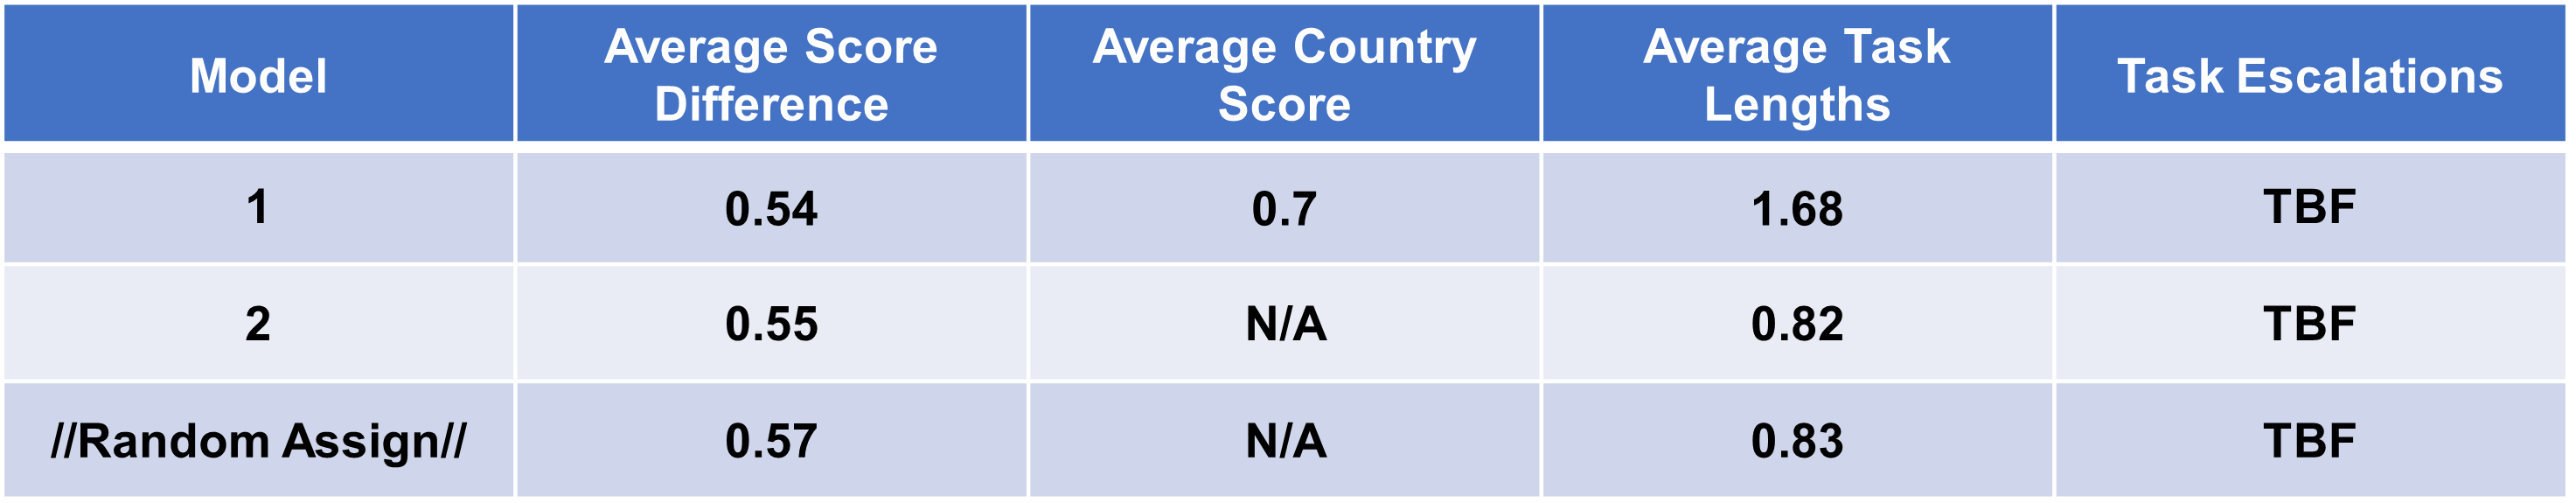 Model
Average Score
Difference
Average Country
Score
Average Task
Lengths
Task Escalations
1
0.54
0.7
1.68
TBF
2
0.55
N/A
0.82
TBF
//Random Assign//
0.57
N/A
0.83
TBF